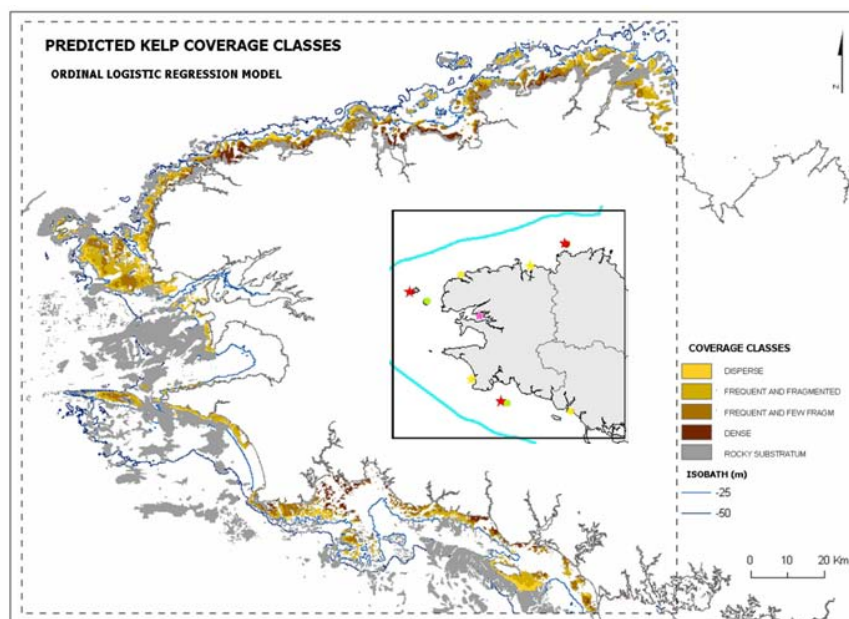 PREDICTED KELP COVERAGE CLASSES
ORDINAL LOGISTIC REGRESSION MODEL
N
COVERAGE CLASSES
DISPERSE
FREQUENT AND FRAGMENTED
FREQUENT AND FEW FRAGM
DENSE
ROCKY SUBSTRATUM
ISOBATH (m)
-25
-50
0 10 20 Km